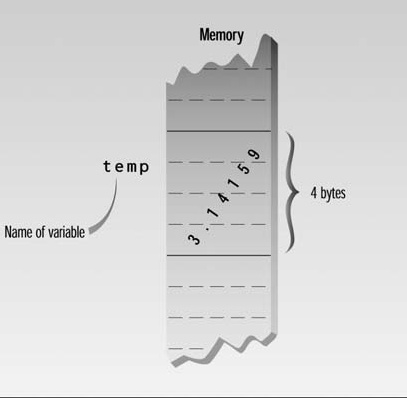 Memory
temp
3.14159
4 bytes
Name of variable